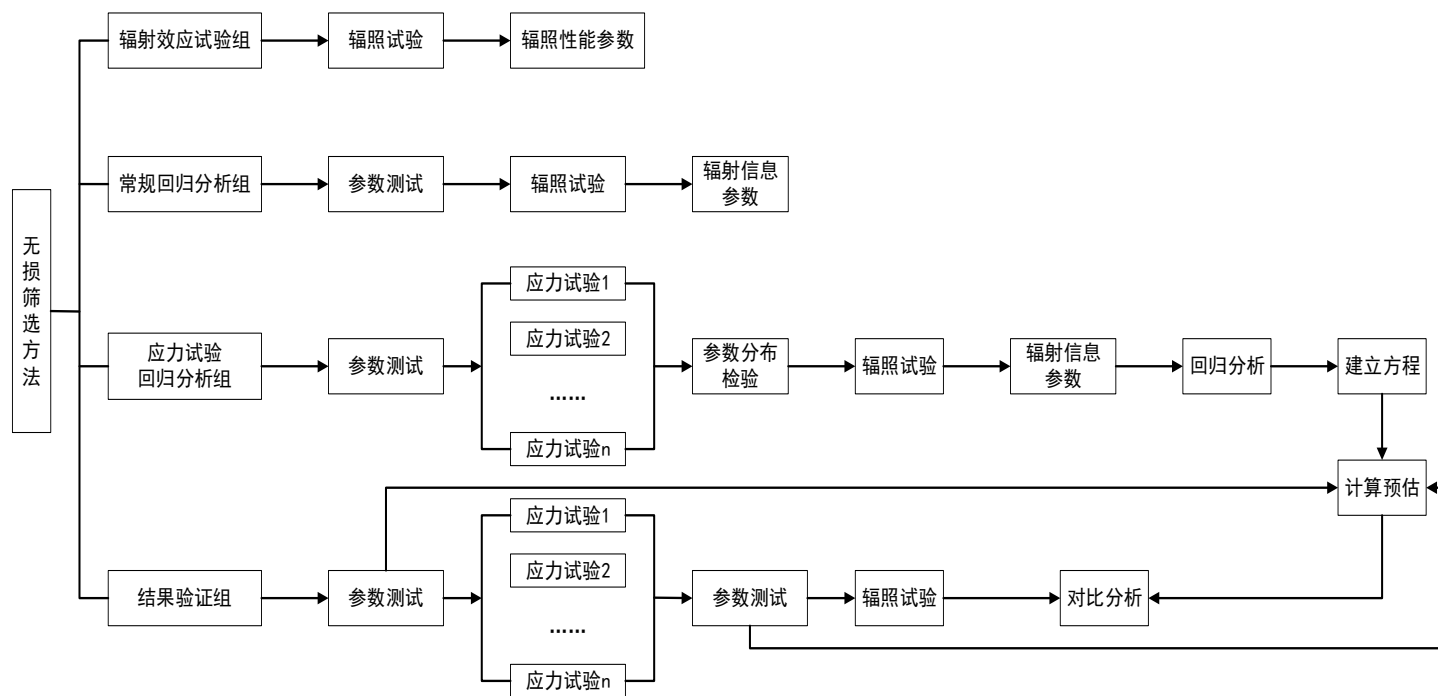 辐射效应试验组
辐照试验
辐照性能参数
常规回归分析组
参数测试
辐照试验
辐射信息
参数
无
损
筛
选
方
法
应力试验
回归分析组
参数测试
应力试验1
应力试验2
……
应力试验n
参数分布
检验
辐照试验
辐射信息
参数
回归分析
建立方程
计算预估
结果验证组
参数测试
应力试验1
应力试验2
……
应力试验n
参数测试
辐照试验
对比分析